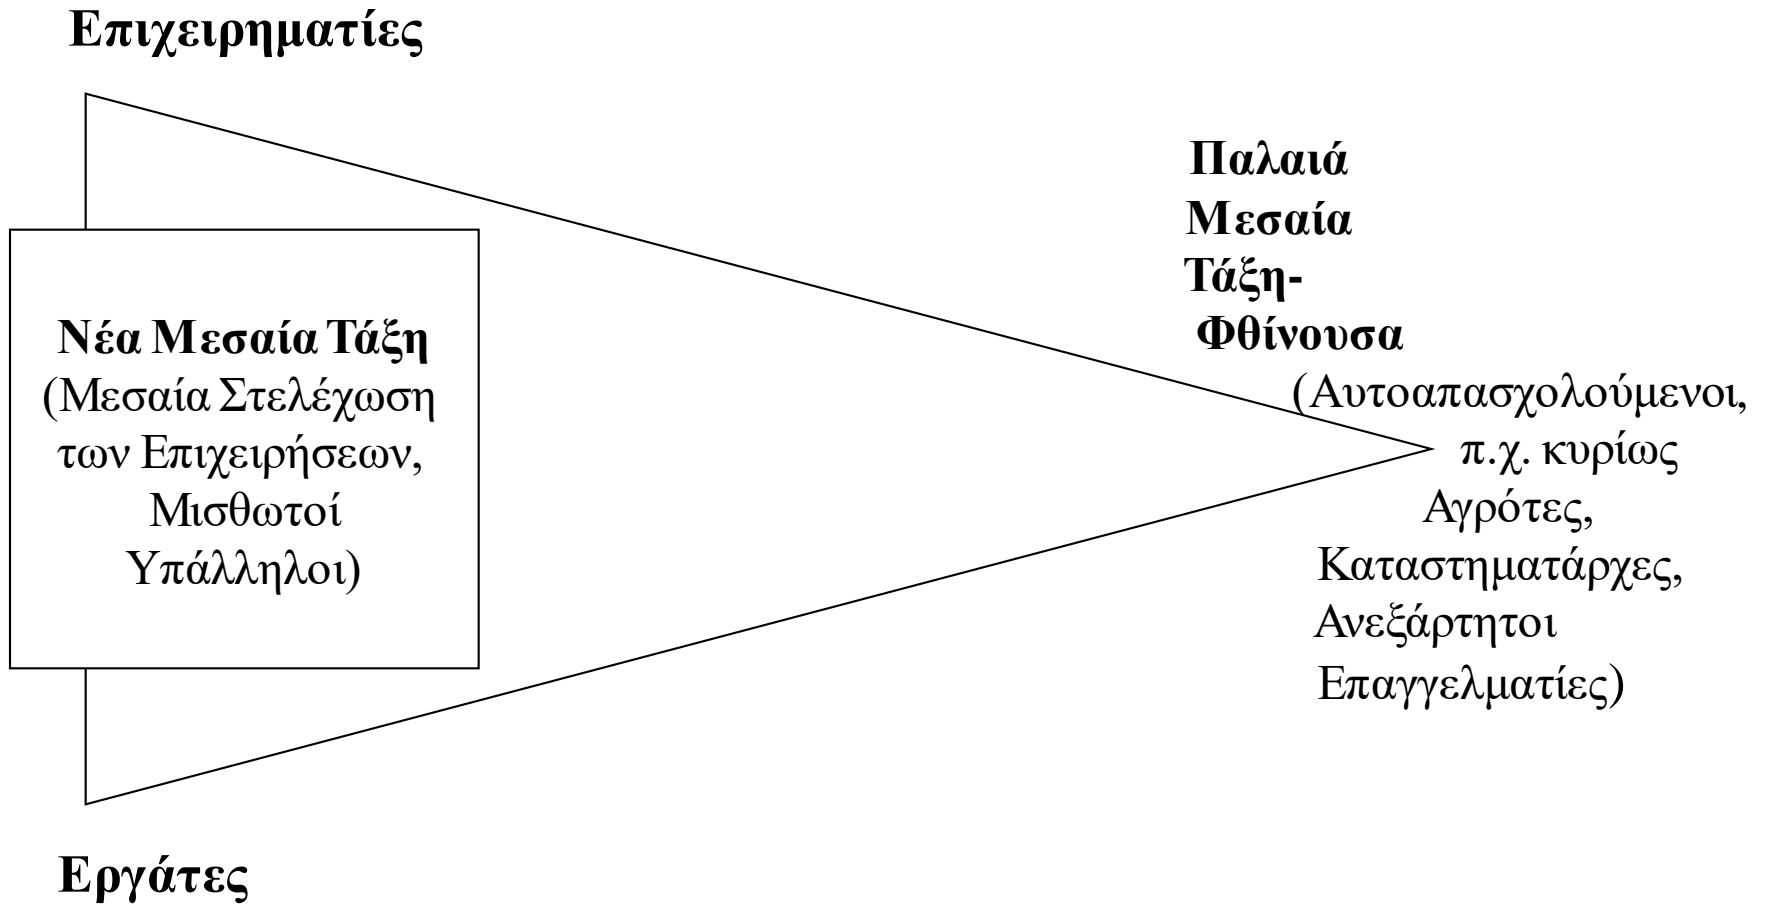 Επιχειρηματίες
Νέα Μεσαία Τάξη
(Μεσαία Στελέχωση
των Επιχειρήσεων,
Μισθωτοί
Υπάλληλοι)
Παλαιά
Μεσαία
Τάξη-
Φθίνουσα
(Αυτοαπασχολούμενοι,
π.χ. κυρίως
Αγρότες,
Καταστηματάρχες,
Ανεξάρτητοι
Επαγγελματίες)
Εργάτες